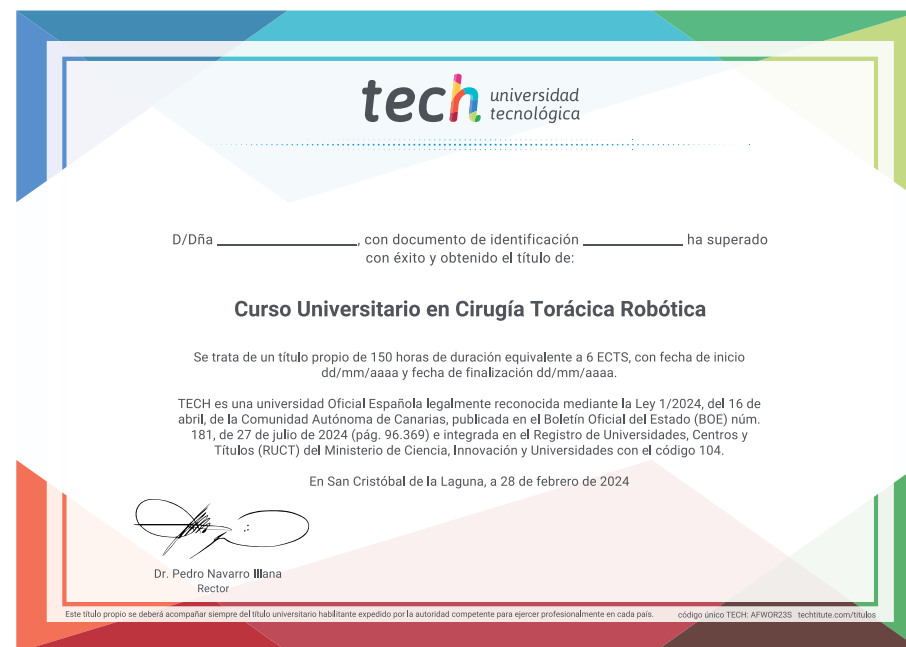 tech universidad
tecnológica
D/Dña ____________________, con documento de identificación ______________ ha superado
con éxito y obtenido el título de:
Curso Universitario en Cirugía Torácica Robótica
Se trata de un título propio de 150 horas de duración equivalente a 6 ECTS, con fecha de inicio
dd/mm/aaaa y fecha de finalización dd/mm/aaaa.
TECH es una universidad Oficial Española legalmente reconocida mediante la Ley 1/2024, del 16 de
abril, de la Comunidad Autónoma de Canarias, publicada en el Boletín Oficial del Estado (BOE) núm.
181, de 27 de julio de 2024 (pág. 96.369) e integrada en el Registro de Universidades, Centros y
Títulos (RUCT) del Ministerio de Ciencia, Innovación y Universidades con el código 104.
En San Cristóbal de la Laguna, a 28 de febrero de 2024
Dr. Pedro Navarro Illana
Rector
Este título propio se deberá acompañar siempre del título universitario habilitante expedido por la autoridad competente para ejercer profesionalmente en cada país.
código único TECH: AFWOR23S techtitute.com/titulos